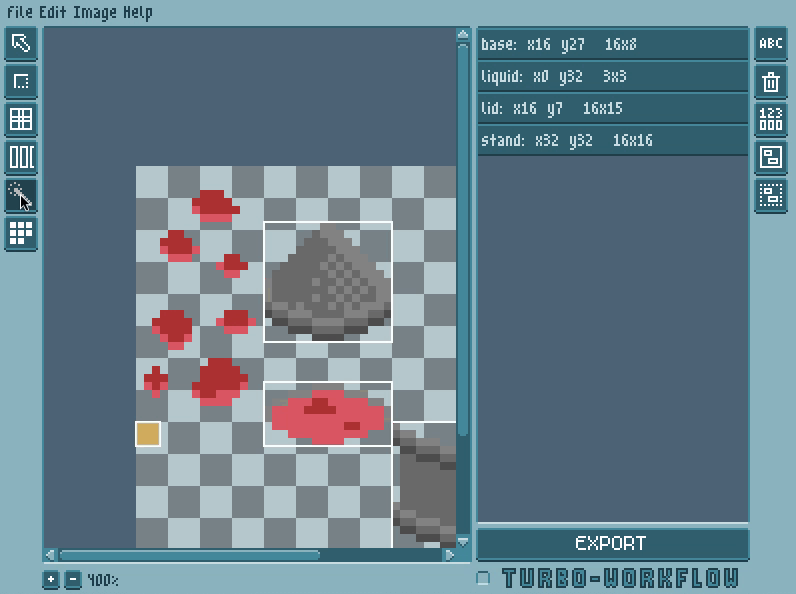 File Edit Image Help
base: x16 y27 16x8
liquid: x0 y32 3x3
lid: x16 y7 16x15
stand: x32 y32 16x16
ABC
123
000
EXPORT
400%
TURBO-WORKFLOW